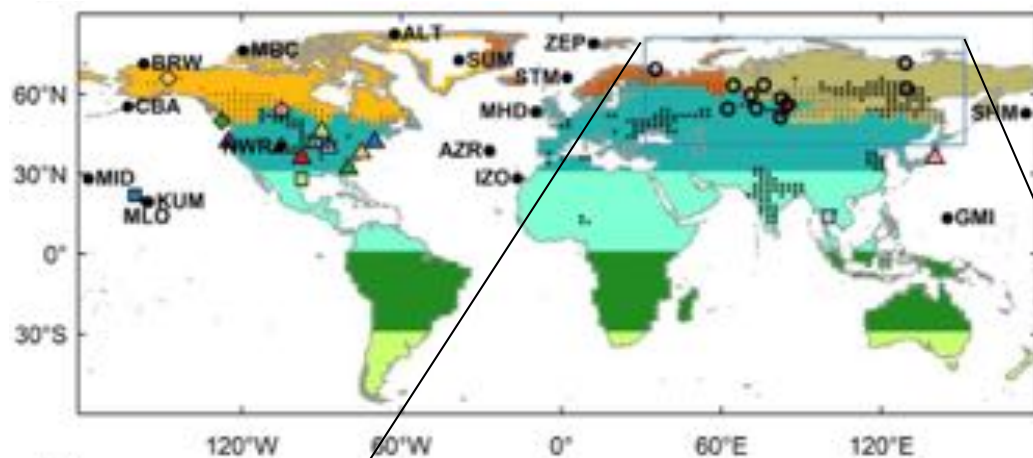 ALT
MBC
SUM
ZEP
BRW
STM
60°N
CBA
MHD
SHM
NWR
AZR
30°N
MID
IZO
KUM
MLO
GMI
0°
30°S
120°W
60°W
0°
60°E
120°E